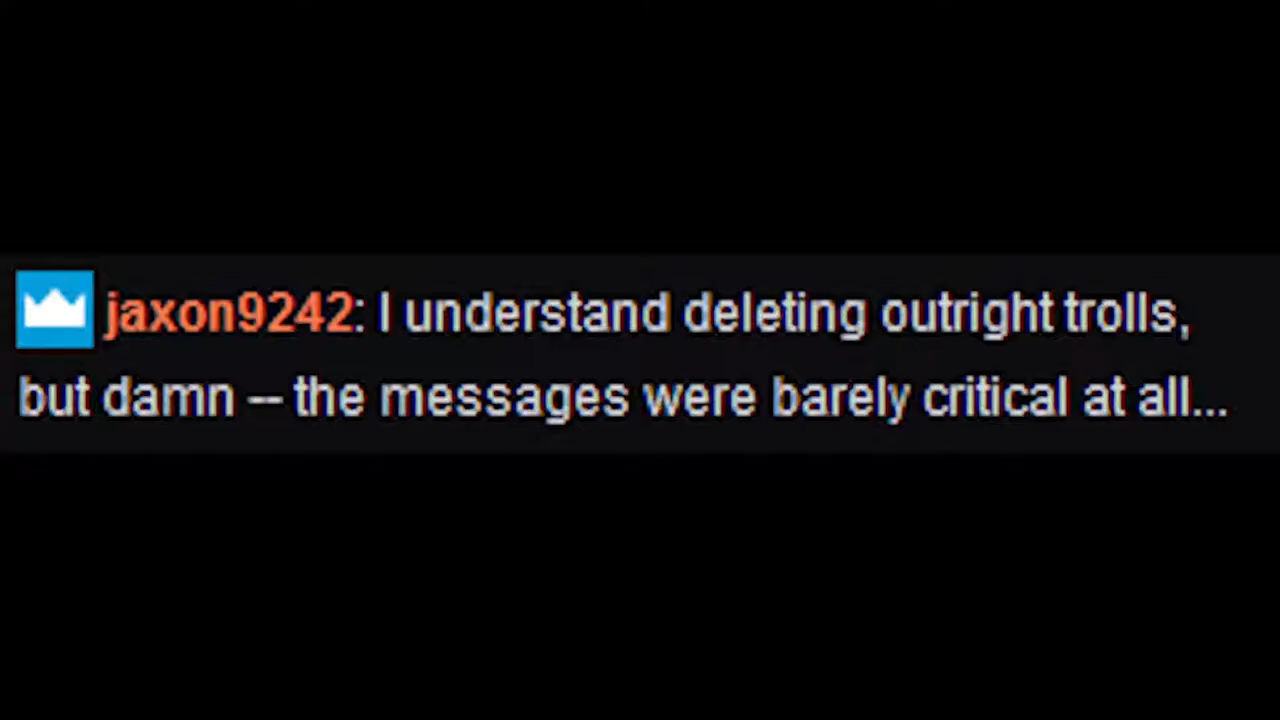 jaxon9242: I understand deleting outright trolls,
but damn -- the messages were barely critical at all...